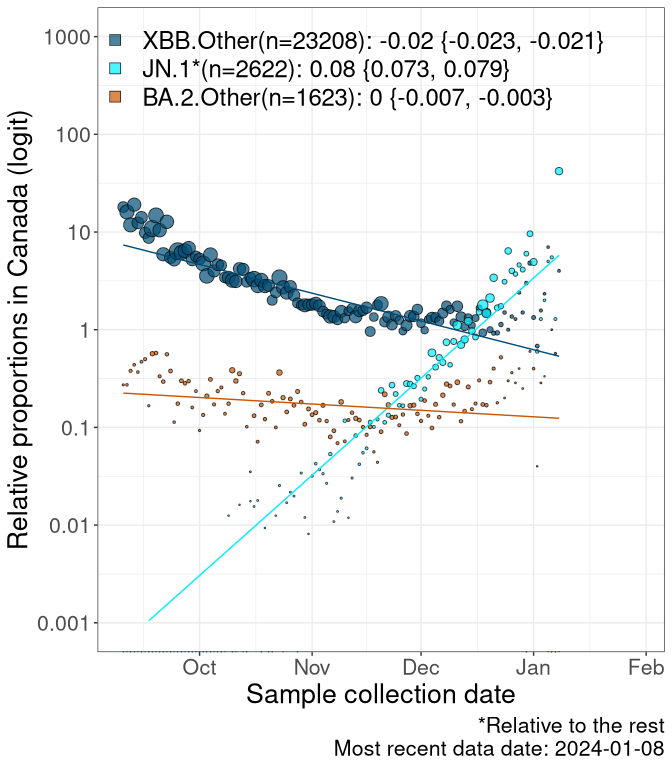 XBB.Other(n=23208): -0.02 {-0.023, -0.021}
JN.1*(n=2622): 0.08 {0.073, 0.079}
BA.2.Other(n=1623): 0 {-0.007, -0.003}
Relative proportions in Canada (logit)
1000
100
10
1
0.1
0.01
0.001
Oct Nov Dec Jan Feb
Sample collection date
*Relative to the rest
Most recent data date: 2024-01-08